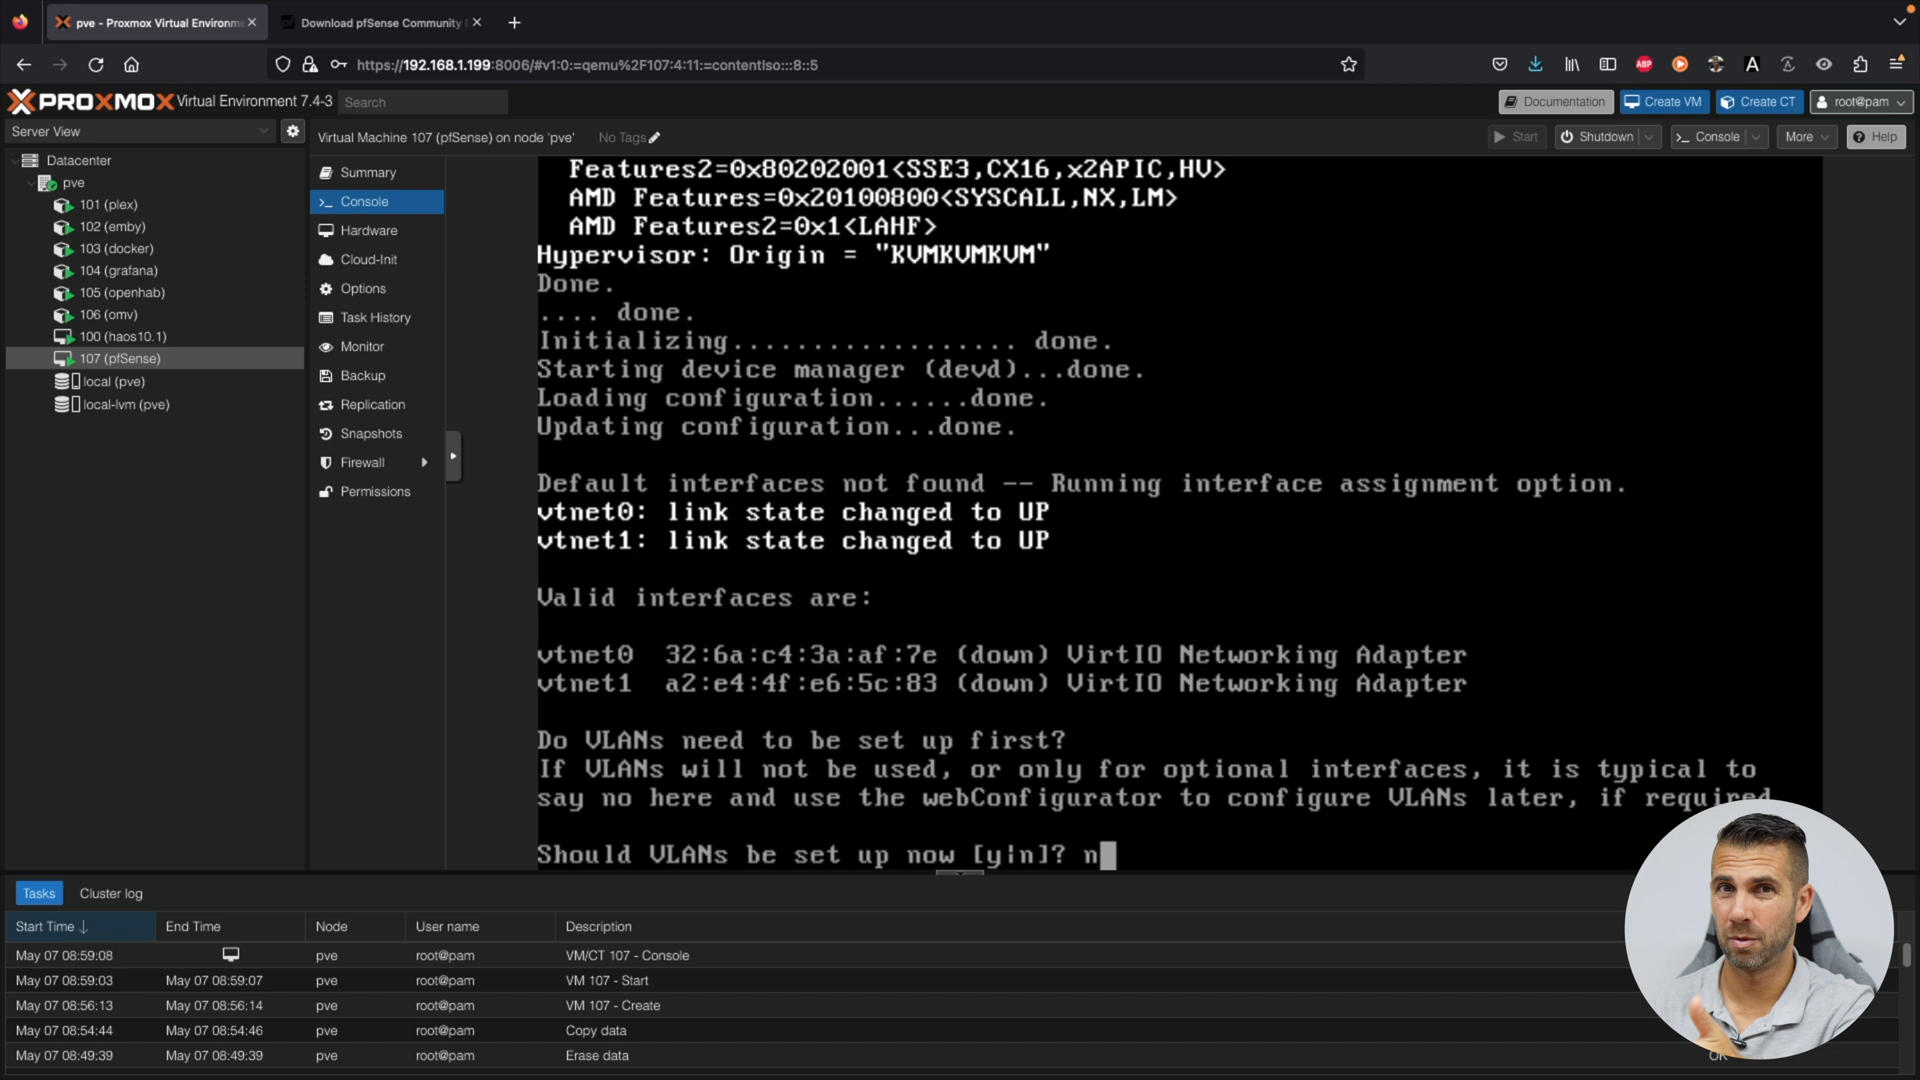 pve - Proxmox Virtual Environm
Download pfSense Community E
https://192.168.1.199:8006/#v1:0:=qemu%2F107:4:11:=contentIso:::8::5
ABP
A
PROXMOX Virtual Environment 7.4-3
Search
Documentation
Create VM
Create CT
root@pam
Server View
Virtual Machine 107 (pfSense) on node 'pve'
No Tags
Start
Shutdown
Console
More
Help
Datacenter
pve
101 (plex)
102 (emby)
103 (docker)
104 (grafana)
105 (openhab)
106 (omv)
100 (haos10.1)
107 (pfSense)
local (pve)
local-lvm (pve)
Summary
Console
Hardware
Cloud-Init
Options
Task History
Monitor
Backup
Replication
Snapshots
Firewall
Permissions
Features2=0x80202001<SSE3,CX16,x2APIC,HV>
AMD Features=0x20100800<SYSCALL,NX,LM>
AMD Features2=0x1<LAHF>
Hypervisor: Origin = "KVMKVMKVM"
Done.
.... done.
Initializing................... done.
Starting device manager (devd)...done.
Loading configuration......done.
Updating configuration...done.
Default interfaces not found -- Running interface assignment option.
vtnet0: link state changed to UP
vtnet1: link state changed to UP
Valid interfaces are:
vtnet0 32:6a:c4:3a:af:7e (down) VirtIO Networking Adapter
vtnet1 a2:e4:4f:e6:5c:83 (down) VirtIO Networking Adapter
Do VLANs need to be set up first?
If VLANs will not be used, or only for optional interfaces, it is typical to
say no here and use the webConfigurator to configure VLANs later, if required
Should VLANs be set up now [y|n]? n
Tasks
Cluster log
Start Time
End Time
Node
User name
Description
May 07 08:59:08
pve
root@pam
VM/CT 107 - Console
May 07 08:59:03
May 07 08:59:07
pve
root@pam
VM 107 - Start
May 07 08:56:13
May 07 08:56:14
pve
root@pam
VM 107 - Create
May 07 08:54:44
May 07 08:54:46
pve
root@pam
Copy data
May 07 08:49:39
May 07 08:49:39
pve
root@pam
Erase data
OK